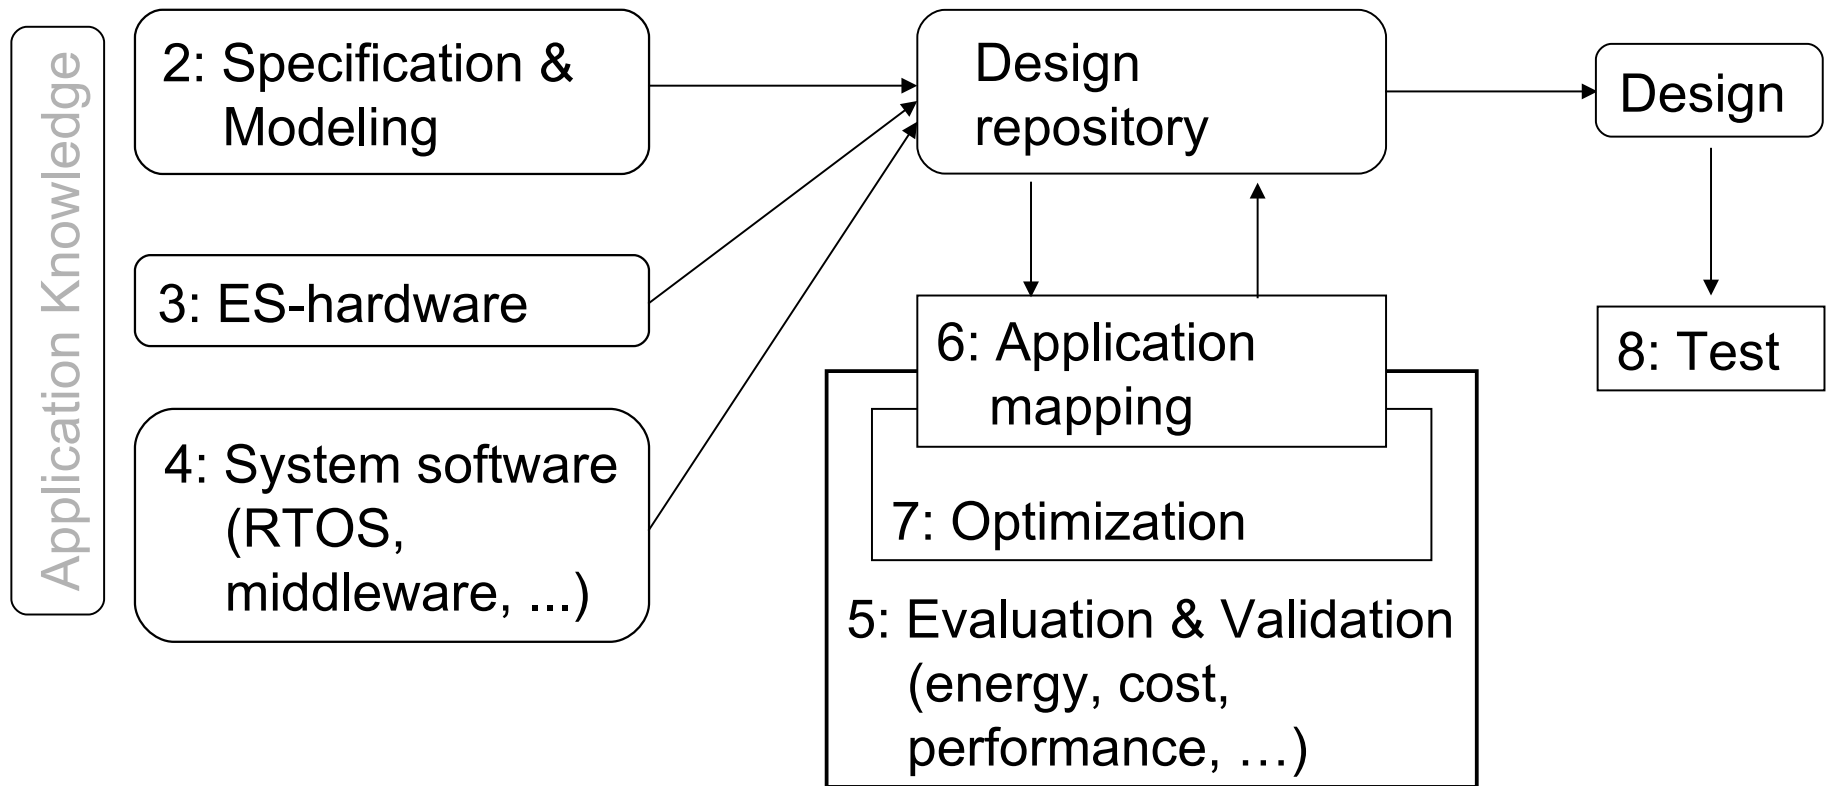 Application Knowledge
2: Specification &
Modeling
3: ES-hardware
4: System software
(RTOS,
middleware, ...)
Design
repository
6: Application
mapping
7: Optimization
5: Evaluation & Validation
(energy, cost,
performance, …)
Design
8: Test